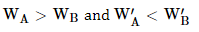 W_A > W_B and W'_A < W'_B